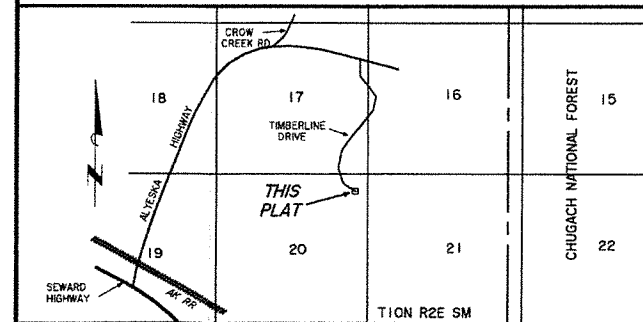 CROW
CREEK RD
18
17
16
15
TIMBERLINE
DRIVE
ALYESKA HIGHWAY
CHUGACH NATIONAL FOREST
THIS
PLAT
N
19
20
21
22
SEWARD
HIGHWAY
AK RR
T10N R2E SM